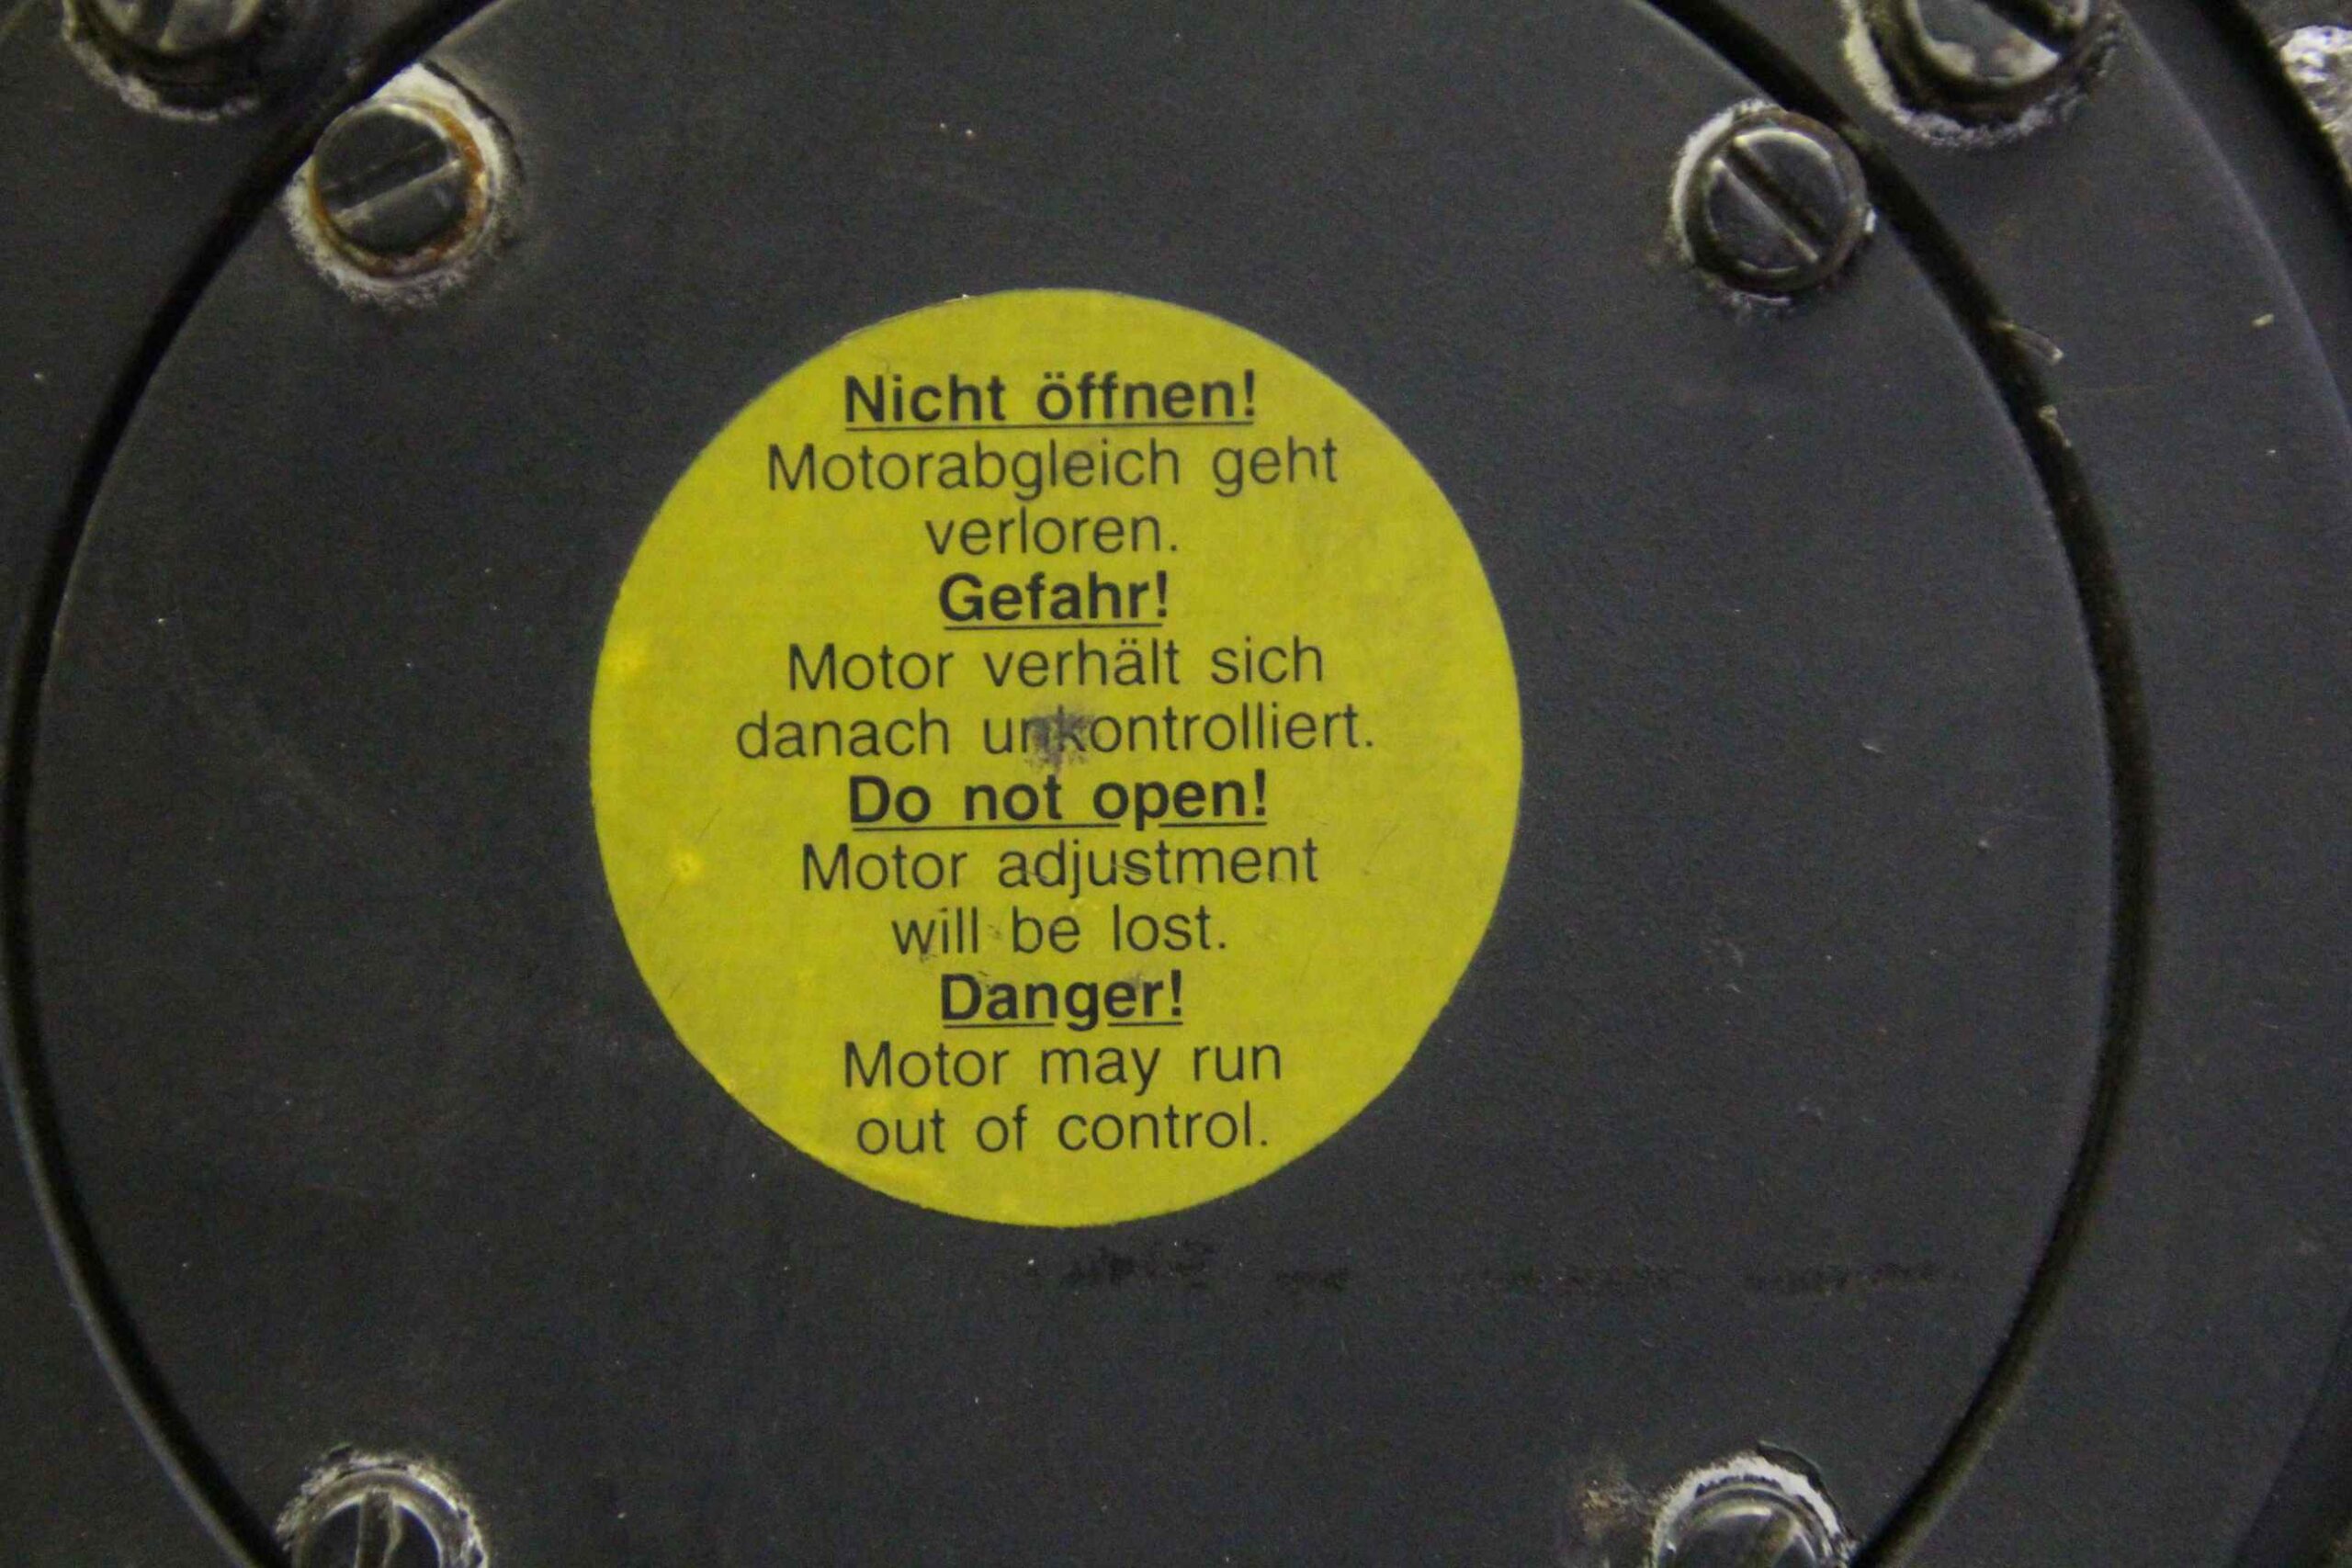 Nicht öffnen!
Motorabgleich geht
verloren.
Gefahr!
Motor verhält sich
danach unkontrolliert.
Do not open!
Motor adjustment
will be lost.
Danger!
Motor may run
out of control.